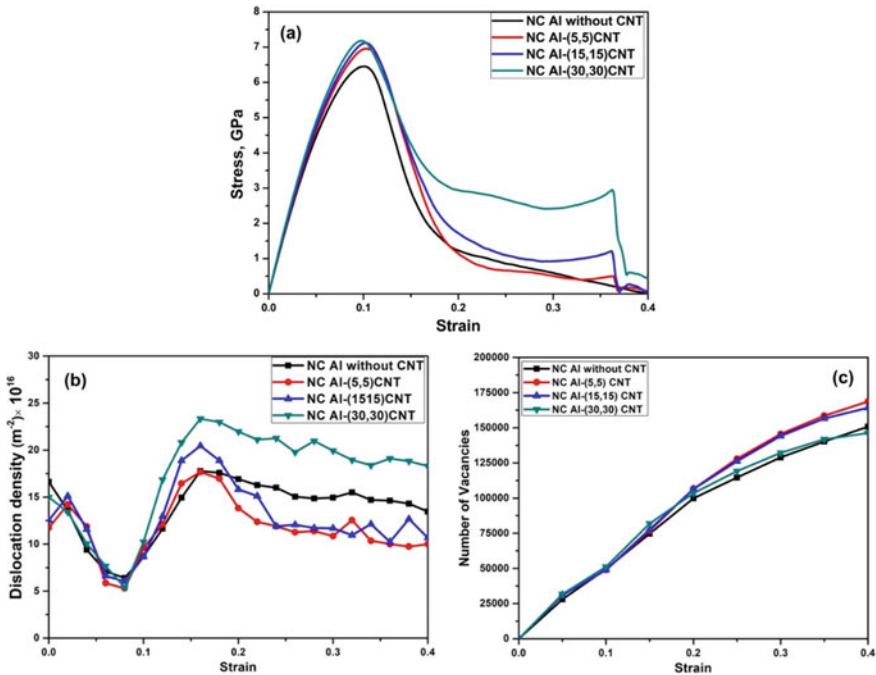 (a)
NC Al without CNT
NC Al-(5,5)CNT
NC Al-(15,15)CNT
NC Al-(30,30)CNT
Stress, GPa
8
7
6
5
4
3
2
1
0
0.0 0.1 0.2 0.3 0.4
Strain
(b)
NC Al without CNT
NC Al-(5,5)CNT
NC Al-(1515)CNT
NC Al-(30,30)CNT
Dislocation density (m⁻²)× 10¹⁶
30
25
20
15
10
5
0
0.0 0.1 0.2 0.3 0.4
Strain
(c)
NC Al without CNT
NC Al-(5,5) CNT
NC Al-(15,15) CNT
NC Al-(30,30) CNT
Number of Vacancies
200000
175000
150000
125000
100000
75000
50000
25000
0
0.0 0.1 0.2 0.3 0.4
Strain